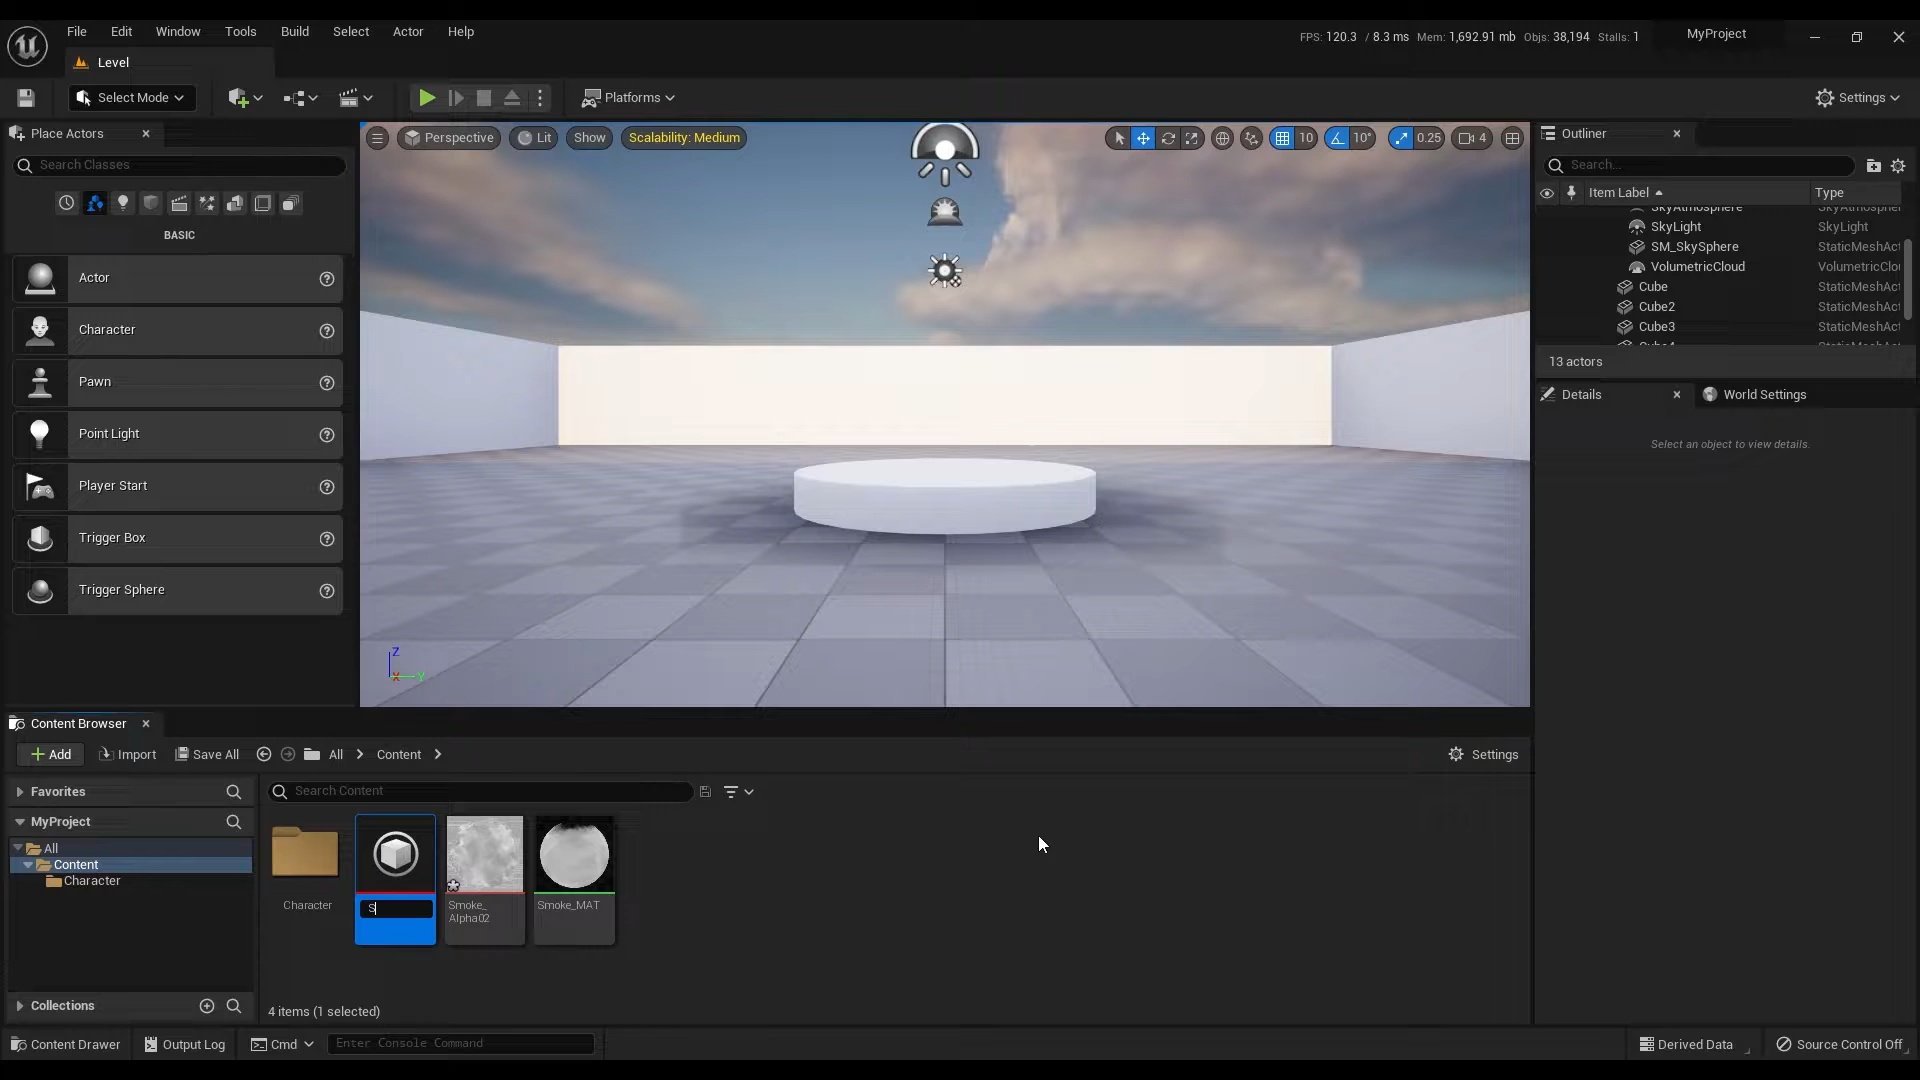 File Edit Window Tools Build Select Actor Help
FPS: 120.3 / 8.3 ms Mem: 1,692.91 mb Objs: 38,194 Stalls: 1
MyProject
Level
Select Mode
Platforms
Settings
Place Actors
Search Classes
BASIC
Actor
Character
Pawn
Point Light
Player Start
Trigger Box
Trigger Sphere
Perspective Lit Show Scalability: Medium
10 10° 0.25 4
Z
X Y
Outliner
Search...
Item Label Type
SkyAtmosphere SkyAtmospher
SkyLight SkyLight
SM_SkySphere StaticMeshAct
VolumetricCloud VolumetricClou
Cube StaticMeshAct
Cube2 StaticMeshAct
Cube3 StaticMeshAct
13 actors
Details World Settings
Select an object to view details.
Content Browser
Add Import Save All All Content
Settings
Favorites
MyProject
All
Content
Character
Collections
Search Content
Character
S
Smoke_
Alpha02
Smoke_MAT
4 items (1 selected)
Content Drawer Output Log Cmd Enter Console Command
Derived Data Source Control Off